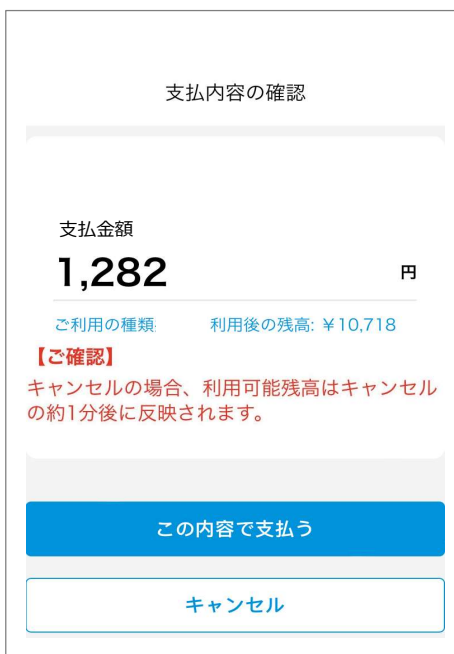 支払内容の確認
支払金額
1,282 円
ご利用の種類: 利用後の残高: ¥10,718
【ご確認】
キャンセルの場合、利用可能残高はキャンセル
の約1分後に反映されます。
この内容で支払う
キャンセル